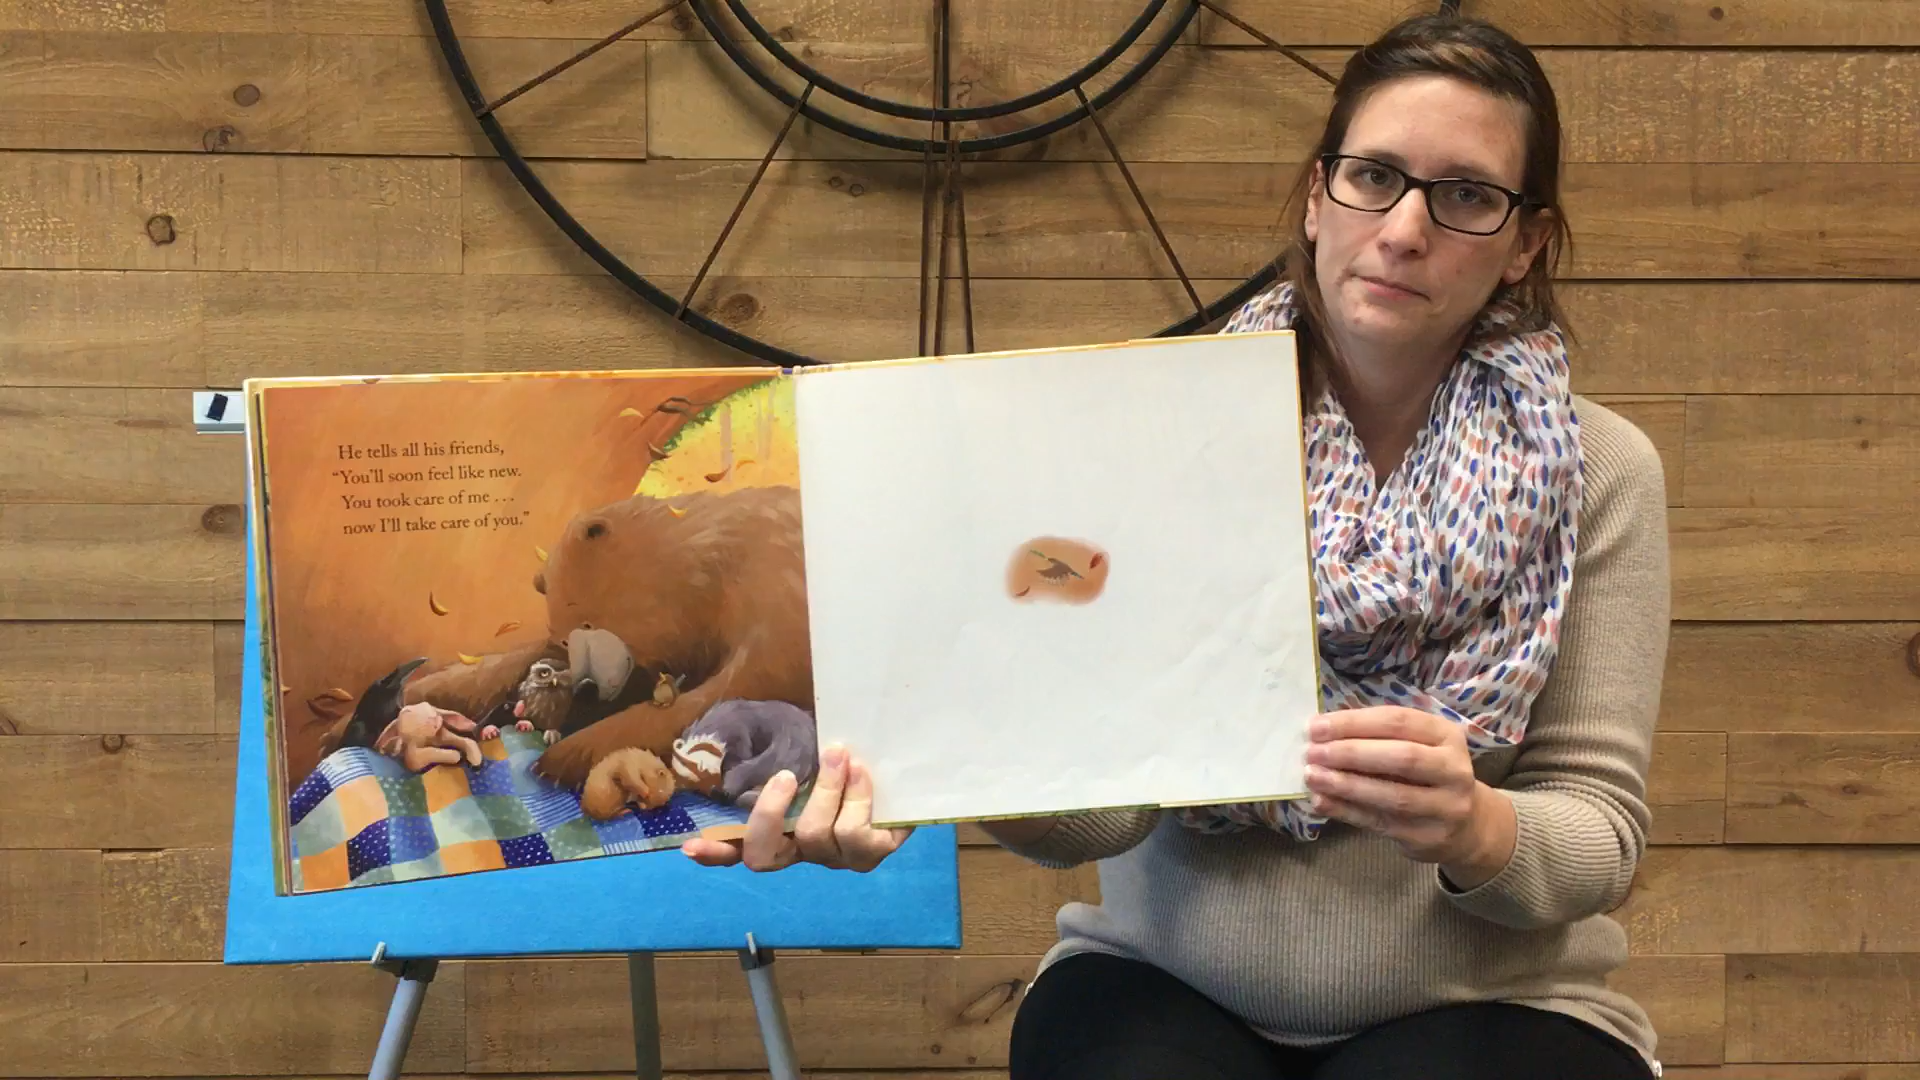 He tells all his friends,
“You’ll soon feel like new.
You took care of me . . .
now I’ll take care of you.”